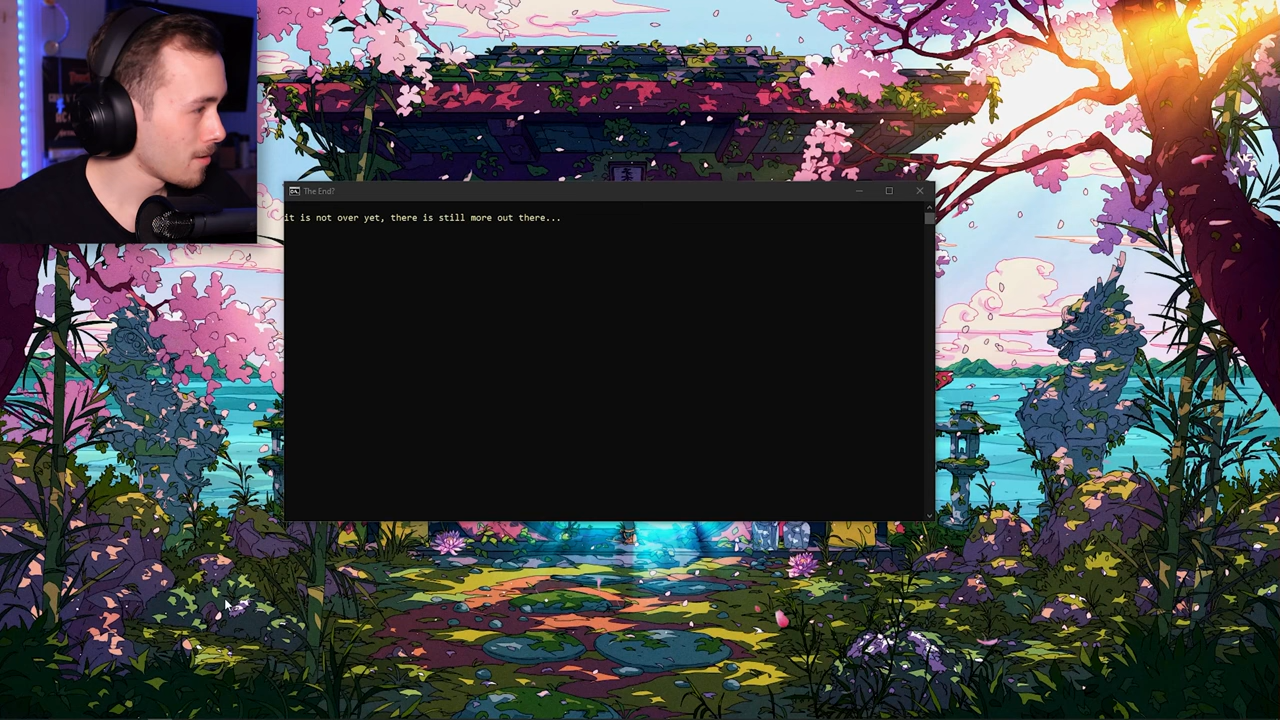 The End?
it is not over yet, there is still more out there...